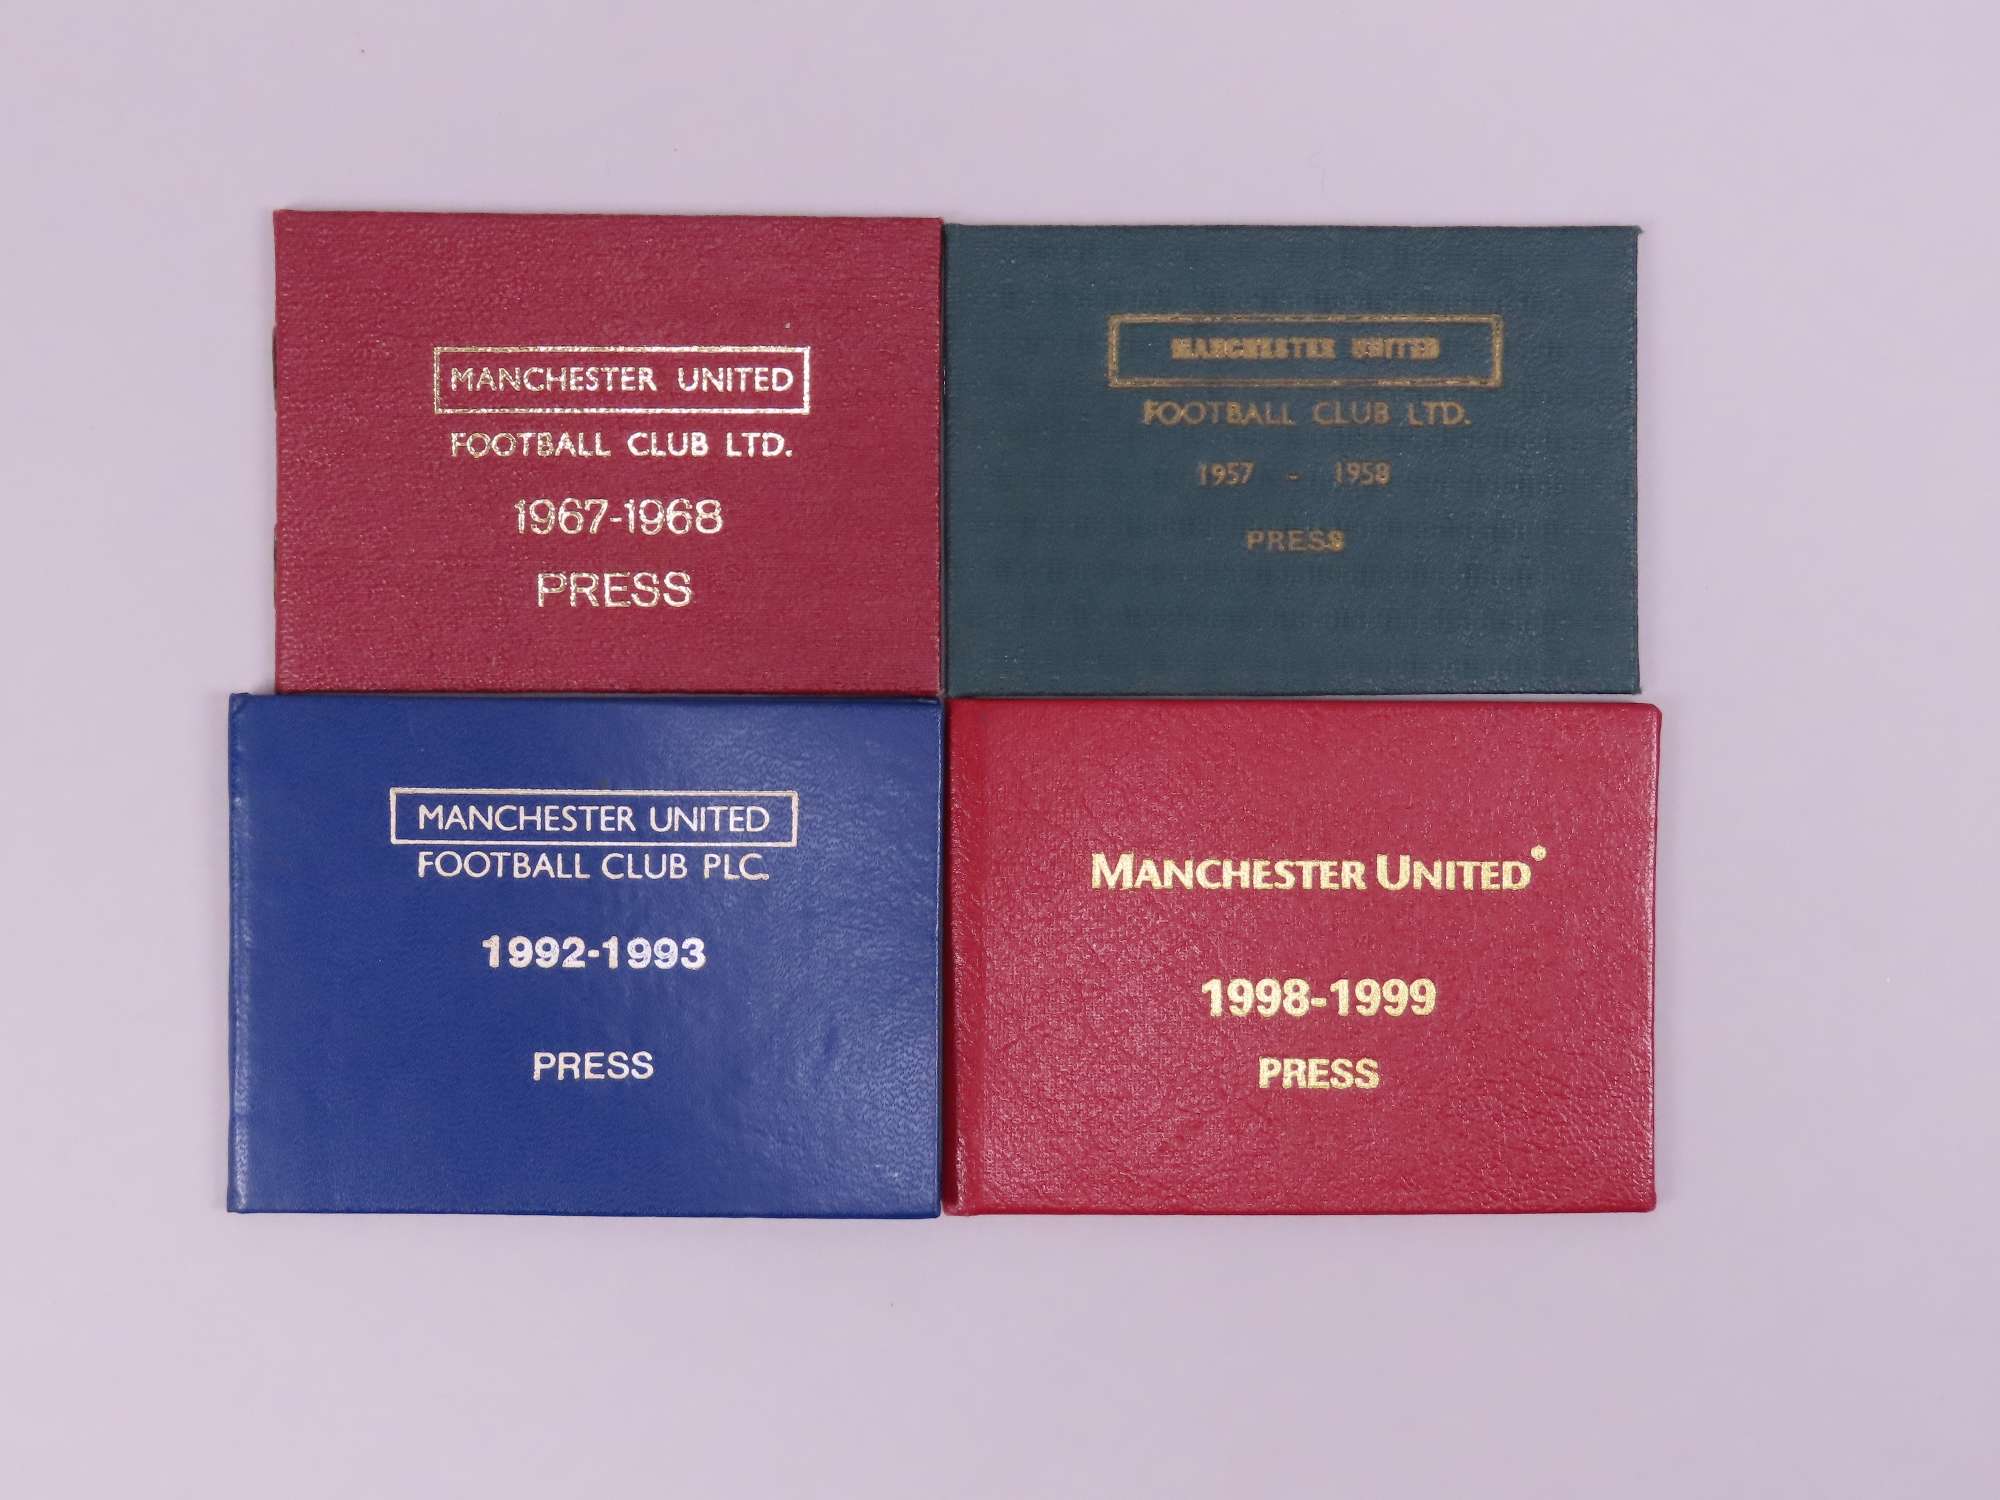 MANCHESTER UNITED
FOOTBALL CLUB LTD.
1967-1968
PRESS
MANCHESTER UNITED
FOOTBALL CLUB LTD.
1957 - 1958
PRESS
MANCHESTER UNITED
FOOTBALL CLUB PLC.
1992-1993
PRESS
MANCHESTER UNITED
1998-1999
PRESS